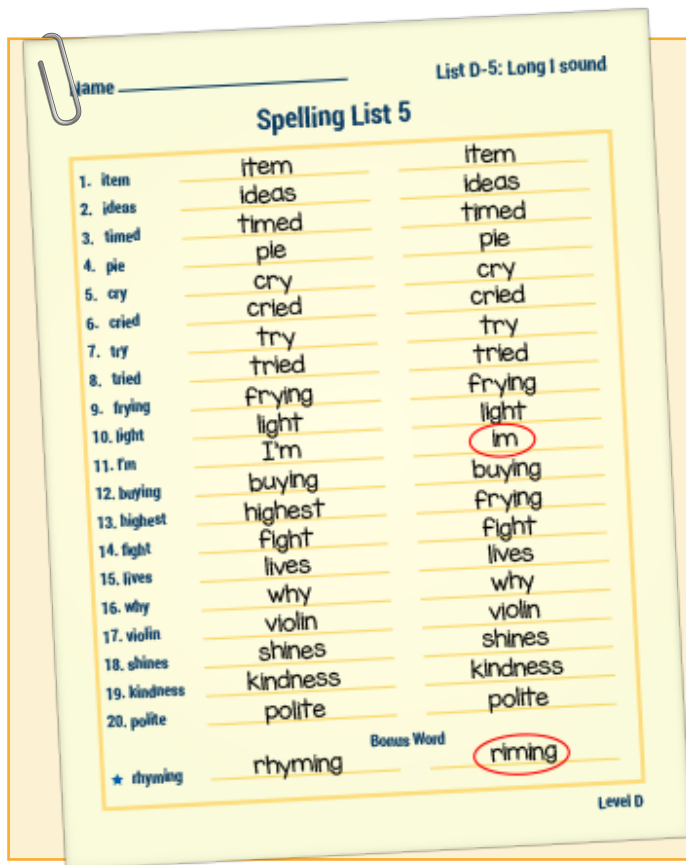 Name
List D-5: Long I sound
Spelling List 5
1. item item item
2. ideas ideas ideas
3. timed timed timed
4. pie pie pie
5. cry cry cry
6. cried cried cried
7. try try try
8. tried tried tried
9. frying frying frying
10. light light light
11. I'm I'm im
12. buying buying buying
13. highest highest frying
14. fight fight fight
15. lives lives lives
16. why why why
17. violin violin violin
18. shines shines shines
19. kindness kindness kindness
20. polite polite polite
Bonus Word
★ rhyming rhyming riming
Level D